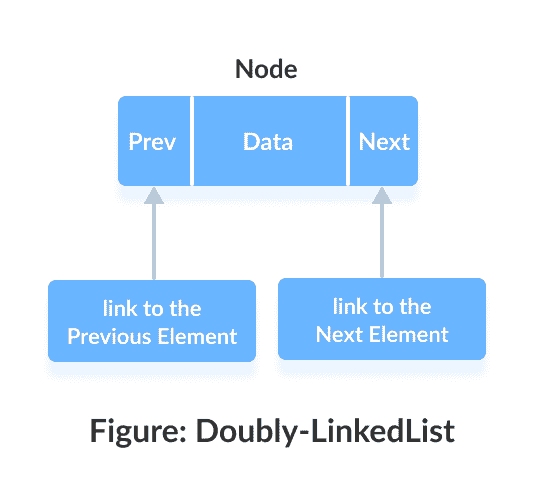 Node
Prev Data Next
link to the
Previous Element
link to the
Next Element
Figure: Doubly-LinkedList